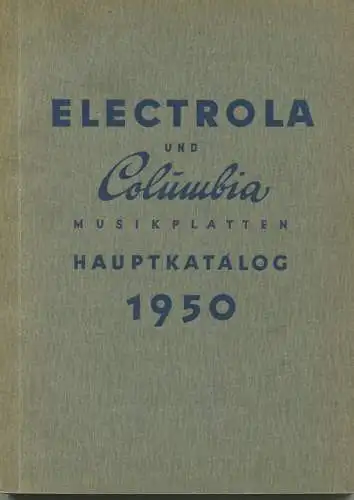 ELECTROLA
UND
Columbia
MUSIKPLATTEN
HAUPTKATALOG
1950